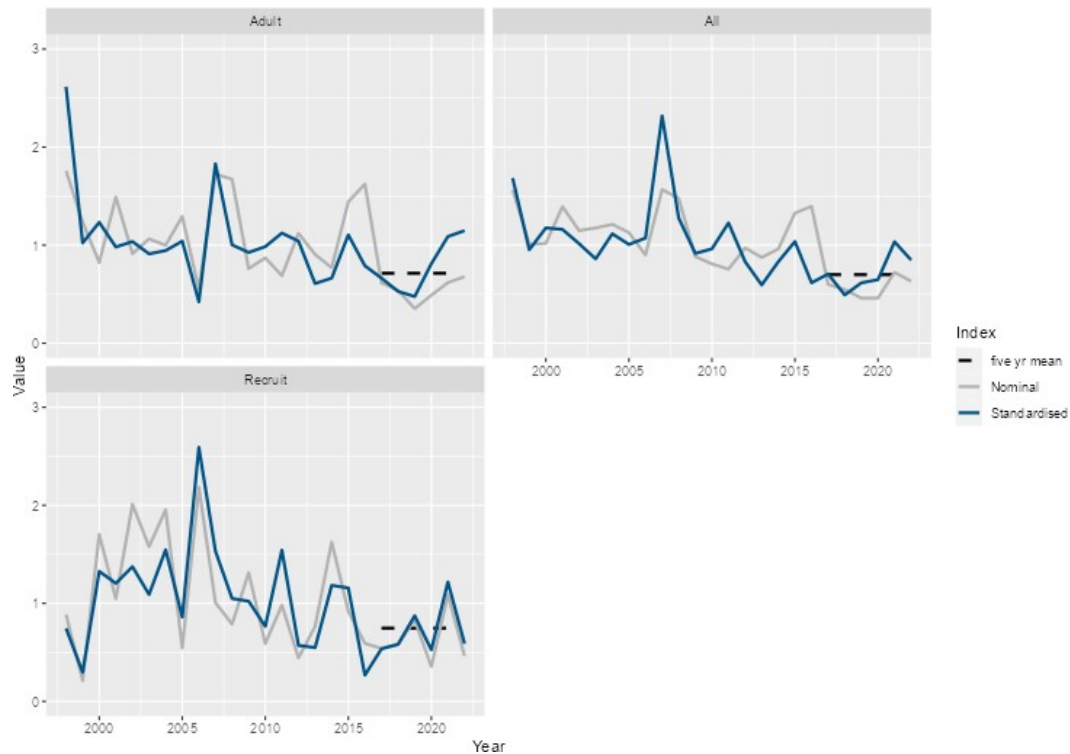 Adult
All
3
2
1
0
2000 2005 2010 2015 2020
Value
Recruit
3
2
1
0
2000 2005 2010 2015 2020
Year
Index
five yr mean
Nominal
Standardised